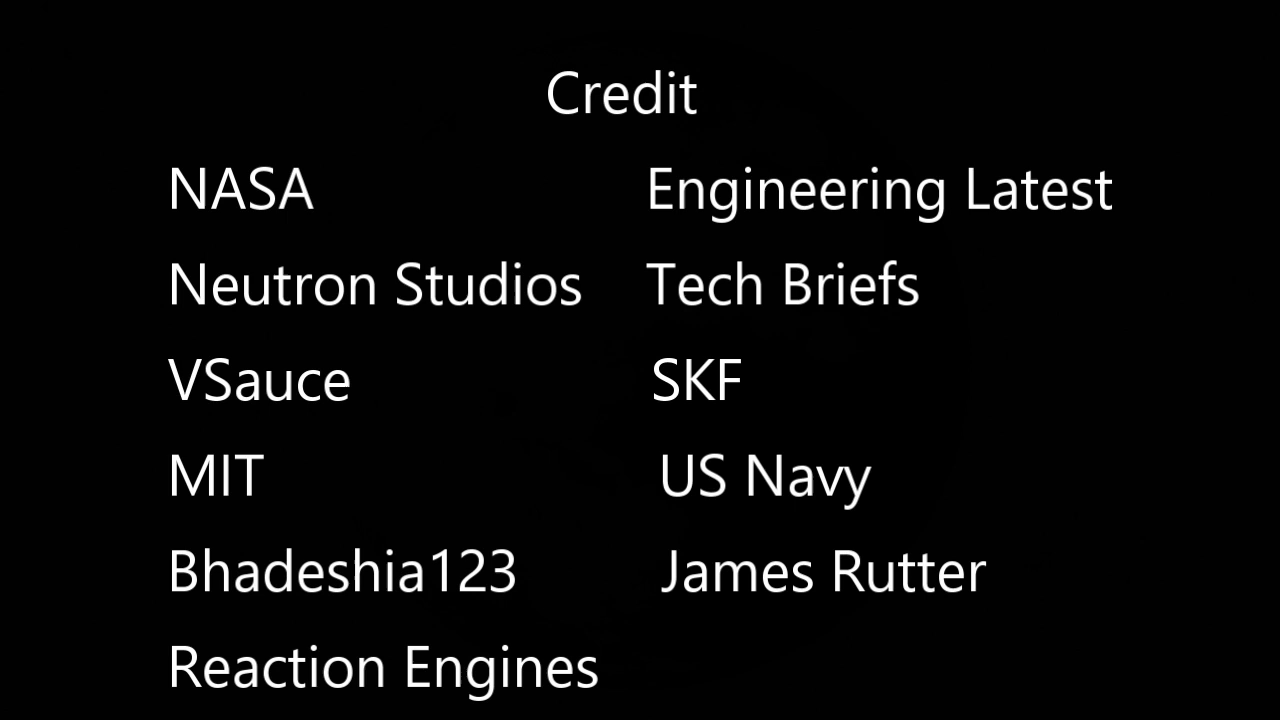 Credit
NASA Engineering Latest
Neutron Studios Tech Briefs
VSauce SKF
MIT US Navy
Bhadeshia123 James Rutter
Reaction Engines